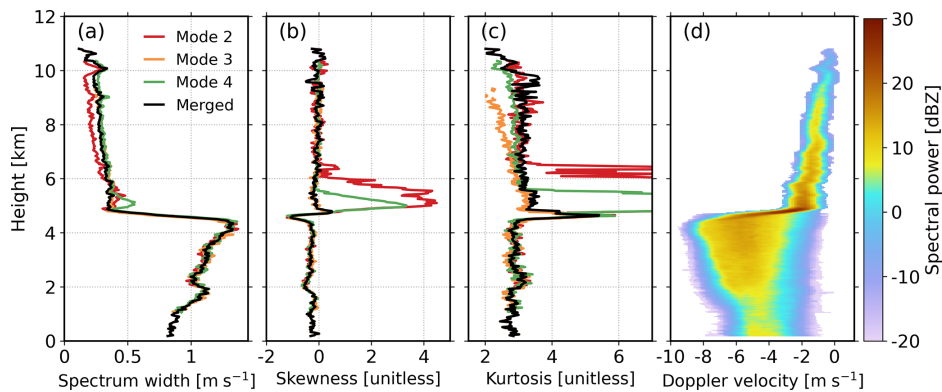 (a)
(b)
(c)
(d)
Mode 2
Mode 3
Mode 4
Merged
Height [km]
12
10
8
6
4
2
0
0 0.5 1
Spectrum width [m s⁻¹]
-2 0 2 4
Skewness [unitless]
2 4 6
Kurtosis [unitless]
-10 -8 -6 -4 -2 0
Doppler velocity [m s⁻¹]
30
20
10
0
-10
-20
Spectral power [dBZ]